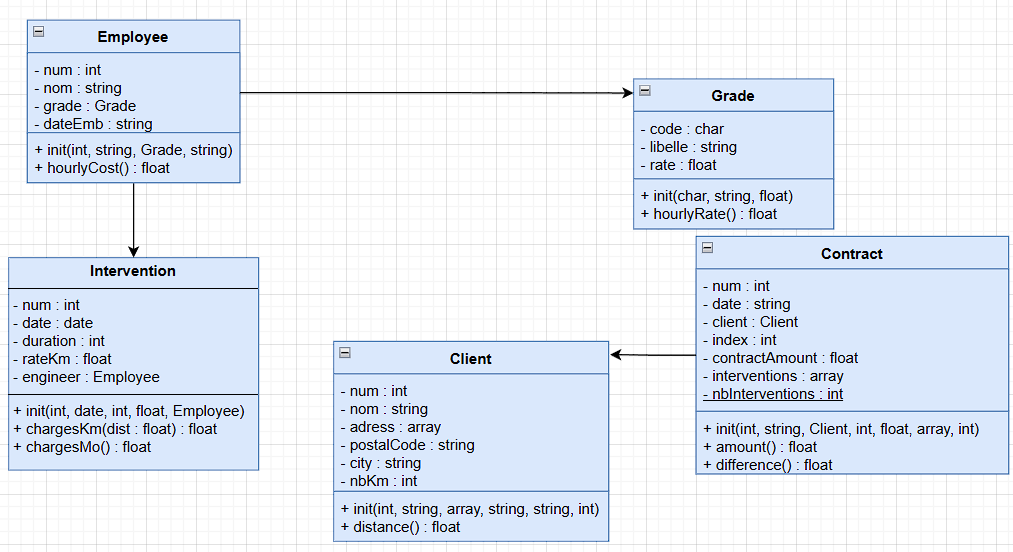 Employee
- num : int
- nom : string
- grade : Grade
- dateEmb : string
+ init(int, string, Grade, string)
+ hourlyCost() : float
Grade
- code : char
- libelle : string
- rate : float
+ init(char, string, float)
+ hourlyRate() : float
Intervention
- num : int
- date : date
- duration : int
- rateKm : float
- engineer : Employee
+ init(int, date, int, float, Employee)
+ chargesKm(dist : float) : float
+ chargesMo() : float
Client
- num : int
- nom : string
- adress : array
- postalCode : string
- city : string
- nbKm : int
+ init(int, string, array, string, string, int)
+ distance() : float
Contract
- num : int
- date : string
- client : Client
- index : int
- contractAmount : float
- interventions : array
- nbInterventions : int
+ init(int, string, Client, int, float, array, int)
+ amount() : float
+ difference() : float